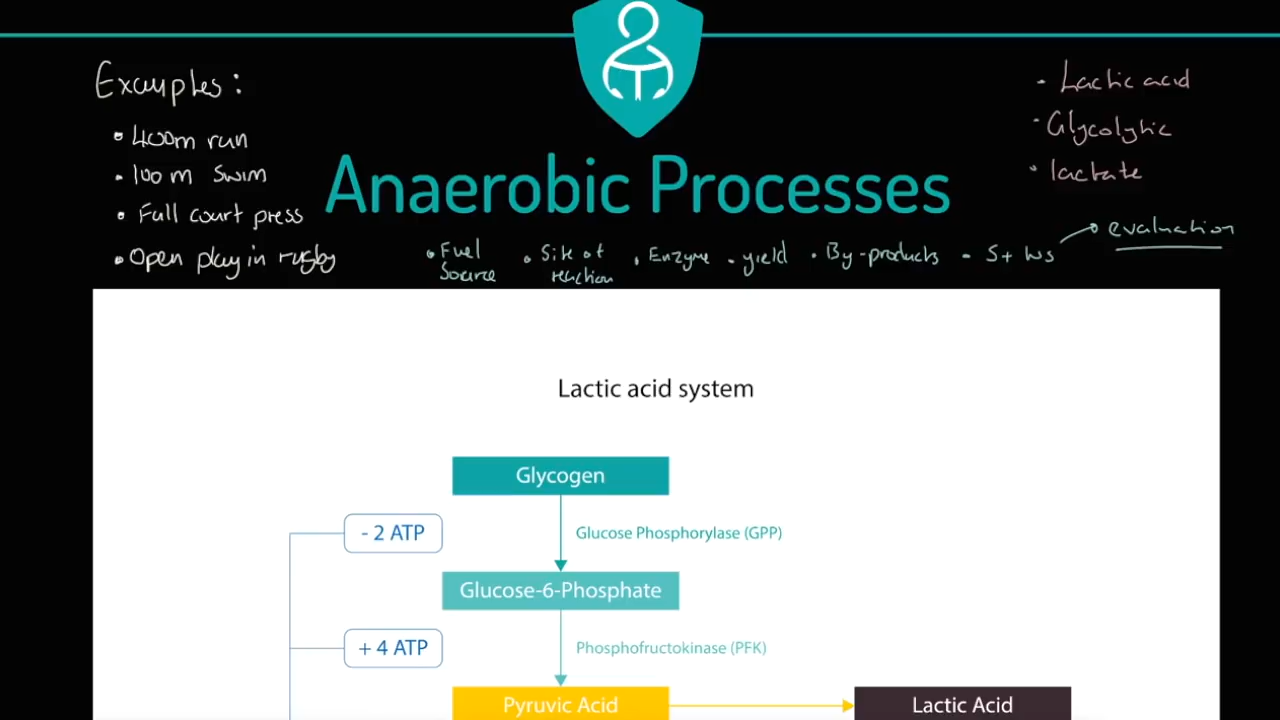 Examples:
• 400m run
• 100m Swim
• Full court press
• Open play in rugby
Anaerobic Processes
• Lactic acid
• Glycolytic
• lactate
• Fuel Source
• Site of reaction
• Enzyme
• yield
• By-products
• S+Ws
evaluation
Lactic acid system
Glycogen
- 2 ATP
Glucose Phosphorylase (GPP)
Glucose-6-Phosphate
+ 4 ATP
Phosphofructokinase (PFK)
Pyruvic Acid
Lactic Acid